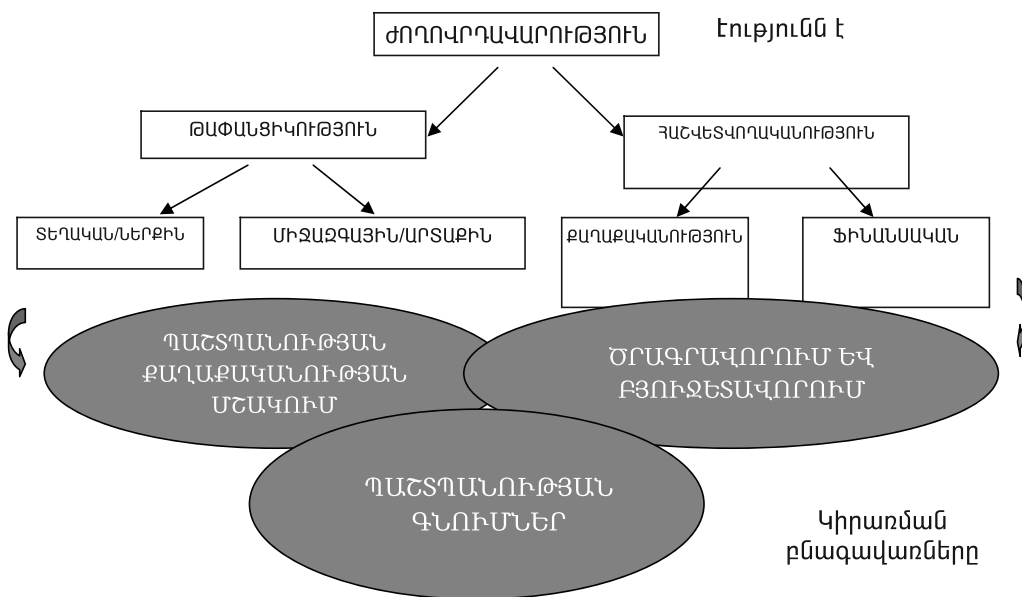 ԺՈՂՈՎՐԴԱՎԱՐՈՒԹՅՈՒՆ
էությունն է
ԹԱՓԱՆՑԻԿՈՒԹՅՈՒՆ
ՀԱՇՎԵՏՎՈՂԱԿԱՆՈՒԹՅՈՒՆ
ՏԵՂԱԿԱՆ/ՆԵՐՔԻՆ
ՄԻՋԱԶԳԱՅԻՆ/ԱՐՏԱՔԻՆ
ՔԱՂԱՔԱԿԱՆՈՒԹՅՈՒՆ
ՖԻՆԱՆՍԱԿԱՆ
ՊԱՇՏՊԱՆՈՒԹՅԱՆ
ՔԱՂԱՔԱԿԱՆՈՒԹՅԱՆ
ՄՇԱԿՈՒՄ
ԾՐԱԳՐԱՎՈՐՈՒՄ ԵՎ
ԲՅՈՒՋԵՏԱՎՈՐՈՒՄ
ՊԱՇՏՊԱՆՈՒԹՅԱՆ
ԳՆՈՒՄՆԵՐ
Կիրառման
բնագավառները